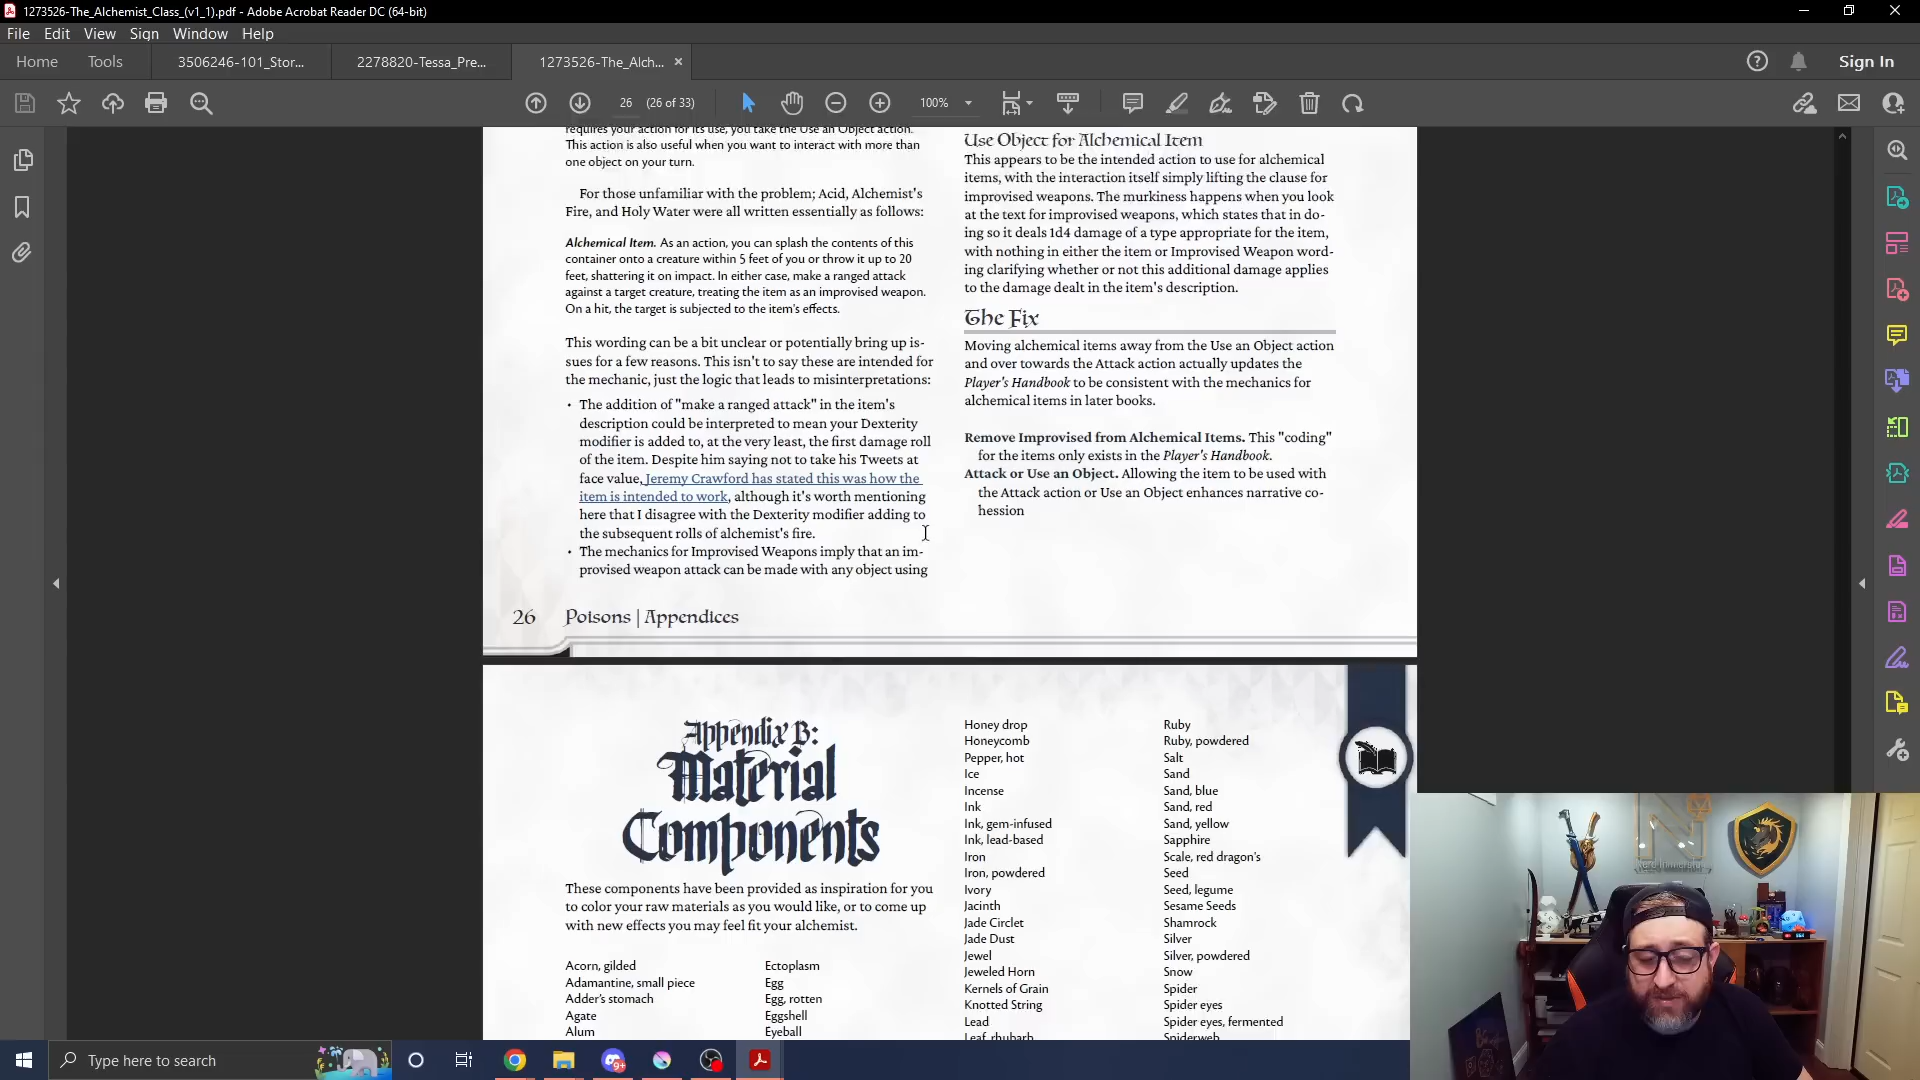 1273526-The_Alchemist_Class_(v1_1).pdf - Adobe Acrobat Reader DC (64-bit)
File Edit View Sign Window Help
Home Tools 3506246-101_Stor... 2278820-Tessa_Pre... 1273526-The_Alch...
Sign In
26 (26 of 33) 100%
requires your action for its use, you take the Use an Object action.
This action is also useful when you want to interact with more than
one object on your turn.
For those unfamiliar with the problem; Acid, Alchemist's
Fire, and Holy Water were all written essentially as follows:
Alchemical Item. As an action, you can splash the contents of this
container onto a creature within 5 feet of you or throw it up to 20
feet, shattering it on impact. In either case, make a ranged attack
against a target creature, treating the item as an improvised weapon.
On a hit, the target is subjected to the item's effects.
This wording can be a bit unclear or potentially bring up is-
sues for a few reasons. This isn't to say these are intended for
the mechanic, just the logic that leads to misinterpretations:
• The addition of "make a ranged attack" in the item's
description could be interpreted to mean your Dexterity
modifier is added to, at the very least, the first damage roll
of the item. Despite him saying not to take his Tweets at
face value, Jeremy Crawford has stated this was how the
item is intended to work, although it's worth mentioning
here that I disagree with the Dexterity modifier adding to
the subsequent rolls of alchemist's fire.
• The mechanics for Improvised Weapons imply that an im-
provised weapon attack can be made with any object using
Use Object for Alchemical Item
This appears to be the intended action to use for alchemical
items, with the interaction itself simply lifting the clause for
improvised weapons. The murkiness happens when you look
at the text for improvised weapons, which states that in do-
ing so it deals 1d4 damage of a type appropriate for the item,
with nothing in either the item or Improvised Weapon word-
ing clarifying whether or not this additional damage applies
to the damage dealt in the item's description.
The Fix
Moving alchemical items away from the Use an Object action
and over towards the Attack action actually updates the
Player's Handbook to be consistent with the mechanics for
alchemical items in later books.
Remove Improvised from Alchemical Items. This "coding"
for the items only exists in the Player's Handbook.
Attack or Use an Object. Allowing the item to be used with
the Attack action or Use an Object enhances narrative co-
hession
26 Poisons | Appendices
Appendix B:
Material
Components
These components have been provided as inspiration for you
to color your raw materials as you would like, or to come up
with new effects you may feel fit your alchemist.
Acorn, gilded
Adamantine, small piece
Adder's stomach
Agate
Alum
Ectoplasm
Egg
Egg, rotten
Eggshell
Eyeball
Honey drop
Honeycomb
Pepper, hot
Ice
Incense
Ink
Ink, gem-infused
Ink, lead-based
Iron
Iron, powdered
Ivory
Jacinth
Jade Circlet
Jade Dust
Jewel
Jeweled Horn
Kernels of Grain
Knotted String
Lead
Leaf, rhubarb
Ruby
Ruby, powdered
Salt
Sand
Sand, blue
Sand, red
Sand, yellow
Sapphire
Scale, red dragon's
Seed
Seed, legume
Sesame Seeds
Shamrock
Silver
Silver, powdered
Snow
Spider
Spider eyes
Spider eyes, fermented
Spiderweb
Type here to search
9+